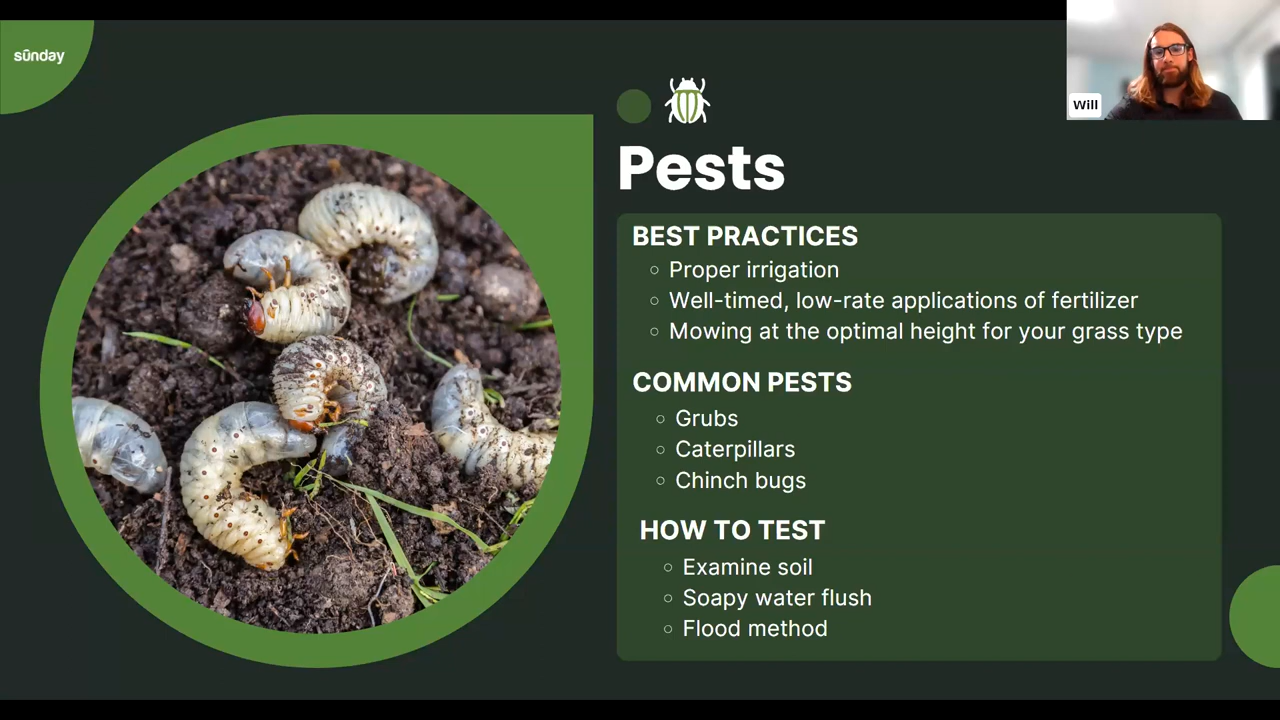 sūnday
Will
Pests
BEST PRACTICES
Proper irrigation
Well-timed, low-rate applications of fertilizer
Mowing at the optimal height for your grass type
COMMON PESTS
Grubs
Caterpillars
Chinch bugs
HOW TO TEST
Examine soil
Soapy water flush
Flood method